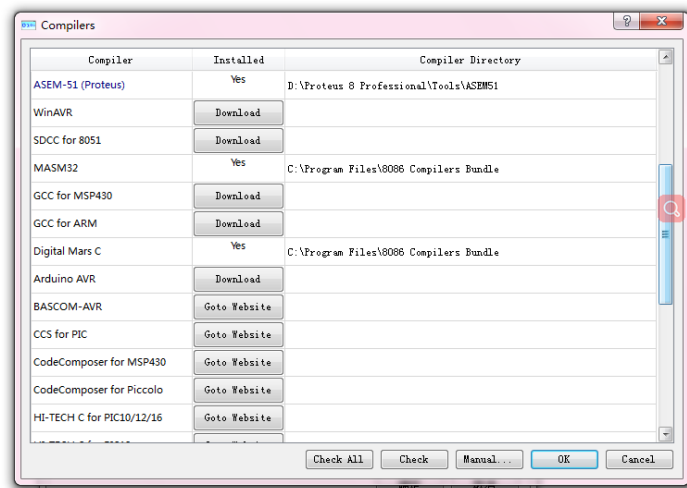 Compilers
Compiler Installed Compiler Directory
ASEM-51 (Proteus) Yes D:\Proteus 8 Professional\Tools\ASEM51
WinAVR Download
SDCC for 8051 Download
MASM32 Yes C:\Program Files\8086 Compilers Bundle
GCC for MSP430 Download
GCC for ARM Download
Digital Mars C Yes C:\Program Files\8086 Compilers Bundle
Arduino AVR Download
BASCOM-AVR Goto Website
CCS for PIC Goto Website
CodeComposer for MSP430 Goto Website
CodeComposer for Piccolo Goto Website
HI-TECH C for PIC10/12/16 Goto Website
Check All Check Manual... OK Cancel